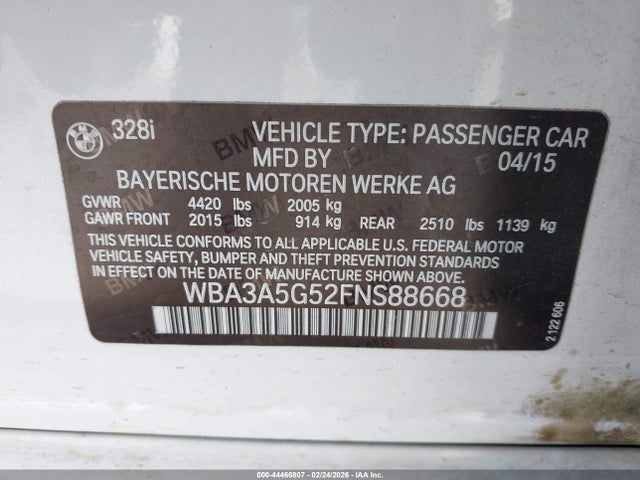 328i VEHICLE TYPE: PASSENGER CAR
MFD BY 04/15
BAYERISCHE MOTOREN WERKE AG
GVWR 4420 lbs 2005 kg
GAWR FRONT 2015 lbs 914 kg REAR 2510 lbs 1139 kg
THIS VEHICLE CONFORMS TO ALL APPLICABLE U.S. FEDERAL MOTOR
VEHICLE SAFETY, BUMPER AND THEFT PREVENTION STANDARDS
IN EFFECT ON THE DATE OF MANUFACTURE SHOWN ABOVE.
WBA3A5G52FNS88668
2 122 606
000-44466807 - 02/24/2026 - IAA Inc.